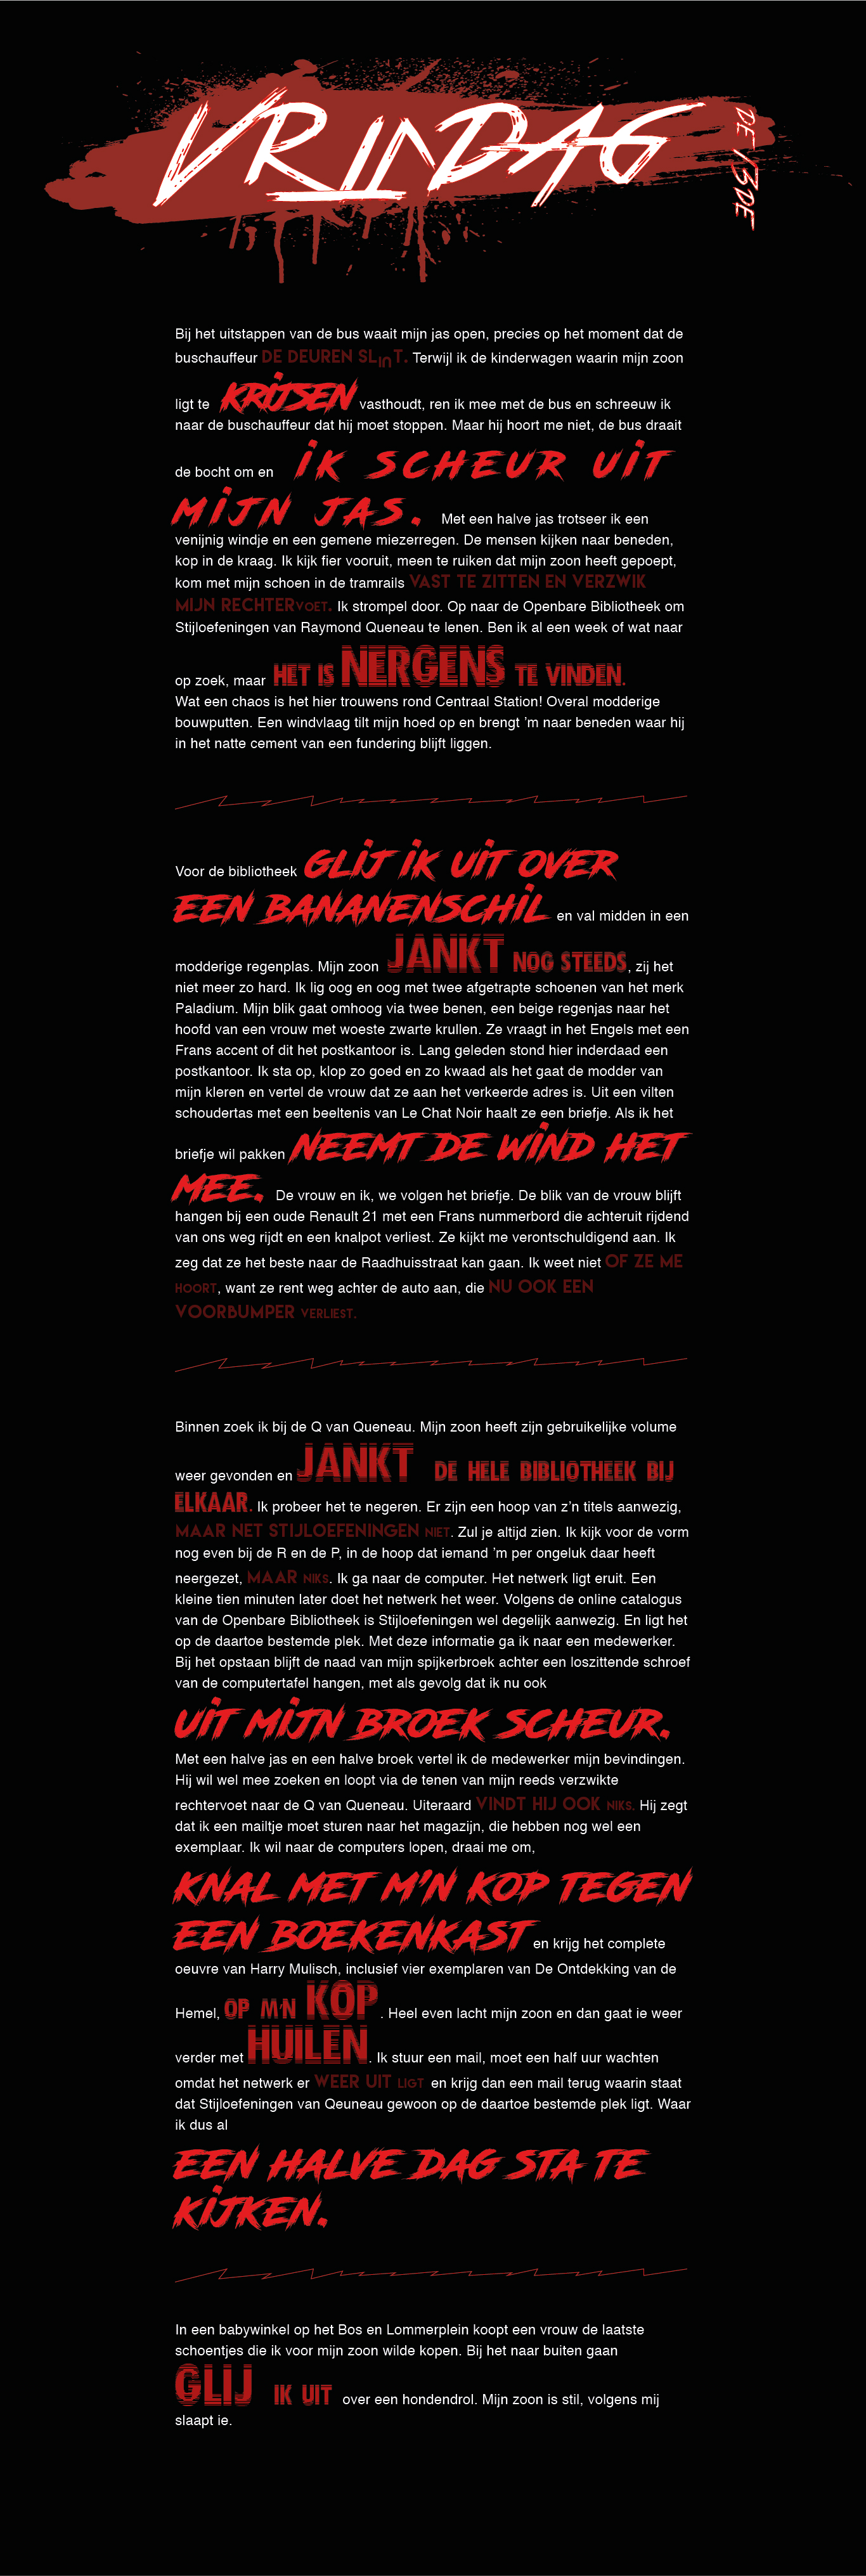 VRIJDAG
DE 13DE
Bij het uitstappen van de bus waait mijn jas open, precies op het moment dat de
buschauffeur DE DEUREN SLUIT. Terwijl ik de kinderwagen waarin mijn zoon
ligt te KRIJSEN vasthoudt, ren ik mee met de bus en schreeuw ik
naar de buschauffeur dat hij moet stoppen. Maar hij hoort me niet, de bus draait
de bocht om en IK SCHEUR UIT
MIJN JAS. Met een halve jas trotseer ik een
venijnig windje en een gemene miezerregen. De mensen kijken naar beneden,
kop in de kraag. Ik kijk fier vooruit, meen te ruiken dat mijn zoon heeft gepoept,
kom met mijn schoen in de tramrails VAST TE ZITTEN EN VERZWIK
MIJN RECHTERVOET. Ik strompel door. Op naar de Openbare Bibliotheek om
Stijloefeningen van Raymond Queneau te lenen. Ben ik al een week of wat naar
op zoek, maar HET IS NERGENS TE VINDEN.
Wat een chaos is het hier trouwens rond Centraal Station! Overal modderige
bouwputten. Een windvlaag tilt mijn hoed op en brengt ’m naar beneden waar hij
in het natte cement van een fundering blijft liggen.
Voor de bibliotheek GLIJ IK UIT OVER
EEN BANANENSCHIL en val midden in een
modderige regenplas. Mijn zoon JANKT NOG STEEDS, zij het
niet meer zo hard. Ik lig oog en oog met twee afgetrapte schoenen van het merk
Paladium. Mijn blik gaat omhoog via twee benen, een beige regenjas naar het
hoofd van een vrouw met woeste zwarte krullen. Ze vraagt in het Engels met een
Frans accent of dit het postkantoor is. Lang geleden stond hier inderdaad een
postkantoor. Ik sta op, klop zo goed en zo kwaad als het gaat de modder van
mijn kleren en vertel de vrouw dat ze aan het verkeerde adres is. Uit een vilten
schoudertas met een beeltenis van Le Chat Noir haalt ze een briefje. Als ik het
briefje wil pakken NEEMT DE WIND HET
MEE. De vrouw en ik, we volgen het briefje. De blik van de vrouw blijft
hangen bij een oude Renault 21 met een Frans nummerbord die achteruit rijdend
van ons weg rijdt en een knalpot verliest. Ze kijkt me verontschuldigend aan. Ik
zeg dat ze het beste naar de Raadhuisstraat kan gaan. Ik weet niet OF ZE ME
HOORT, want ze rent weg achter de auto aan, die NU OOK EEN
VOORBUMPER VERLIEST.
Binnen zoek ik bij de Q van Queneau. Mijn zoon heeft zijn gebruikelijke volume
weer gevonden en JANKT DE HELE BIBLIOTHEEK BIJ
ELKAAR. Ik probeer het te negeren. Er zijn een hoop van z’n titels aanwezig,
MAAR NET STIJLOEFENINGEN NIET. Zul je altijd zien. Ik kijk voor de vorm
nog even bij de R en de P, in de hoop dat iemand ’m per ongeluk daar heeft
neergezet, MAAR NIKS. Ik ga naar de computer. Het netwerk ligt eruit. Een
kleine tien minuten later doet het netwerk het weer. Volgens de online catalogus
van de Openbare Bibliotheek is Stijloefeningen wel degelijk aanwezig. En ligt het
op de daartoe bestemde plek. Met deze informatie ga ik naar een medewerker.
Bij het opstaan blijft de naad van mijn spijkerbroek achter een loszittende schroef
van de computertafel hangen, met als gevolg dat ik nu ook
UIT MIJN BROEK SCHEUR.
Met een halve jas en een halve broek vertel ik de medewerker mijn bevindingen.
Hij wil wel mee zoeken en loopt via de tenen van mijn reeds verzwikte
rechtervoet naar de Q van Queneau. Uiteraard VINDT HIJ OOK NIKS. Hij zegt
dat ik een mailtje moet sturen naar het magazijn, die hebben nog wel een
exemplaar. Ik wil naar de computers lopen, draai me om,
KNAL MET M’N KOP TEGEN
EEN BOEKENKAST en krijg het complete
oeuvre van Harry Mulisch, inclusief vier exemplaren van De Ontdekking van de
Hemel, OP M’N KOP. Heel even lacht mijn zoon en dan gaat ie weer
verder met HUILEN. Ik stuur een mail, moet een half uur wachten
omdat het netwerk er WEER UIT LIGT en krijg dan een mail terug waarin staat
dat Stijloefeningen van Qeuneau gewoon op de daartoe bestemde plek ligt. Waar
ik dus al
EEN HALVE DAG STA TE
KIJKEN.
In een babywinkel op het Bos en Lommerplein koopt een vrouw de laatste
schoentjes die ik voor mijn zoon wilde kopen. Bij het naar buiten gaan
GLIJ IK UIT over een hondendrol. Mijn zoon is stil, volgens mij
slaapt ie.